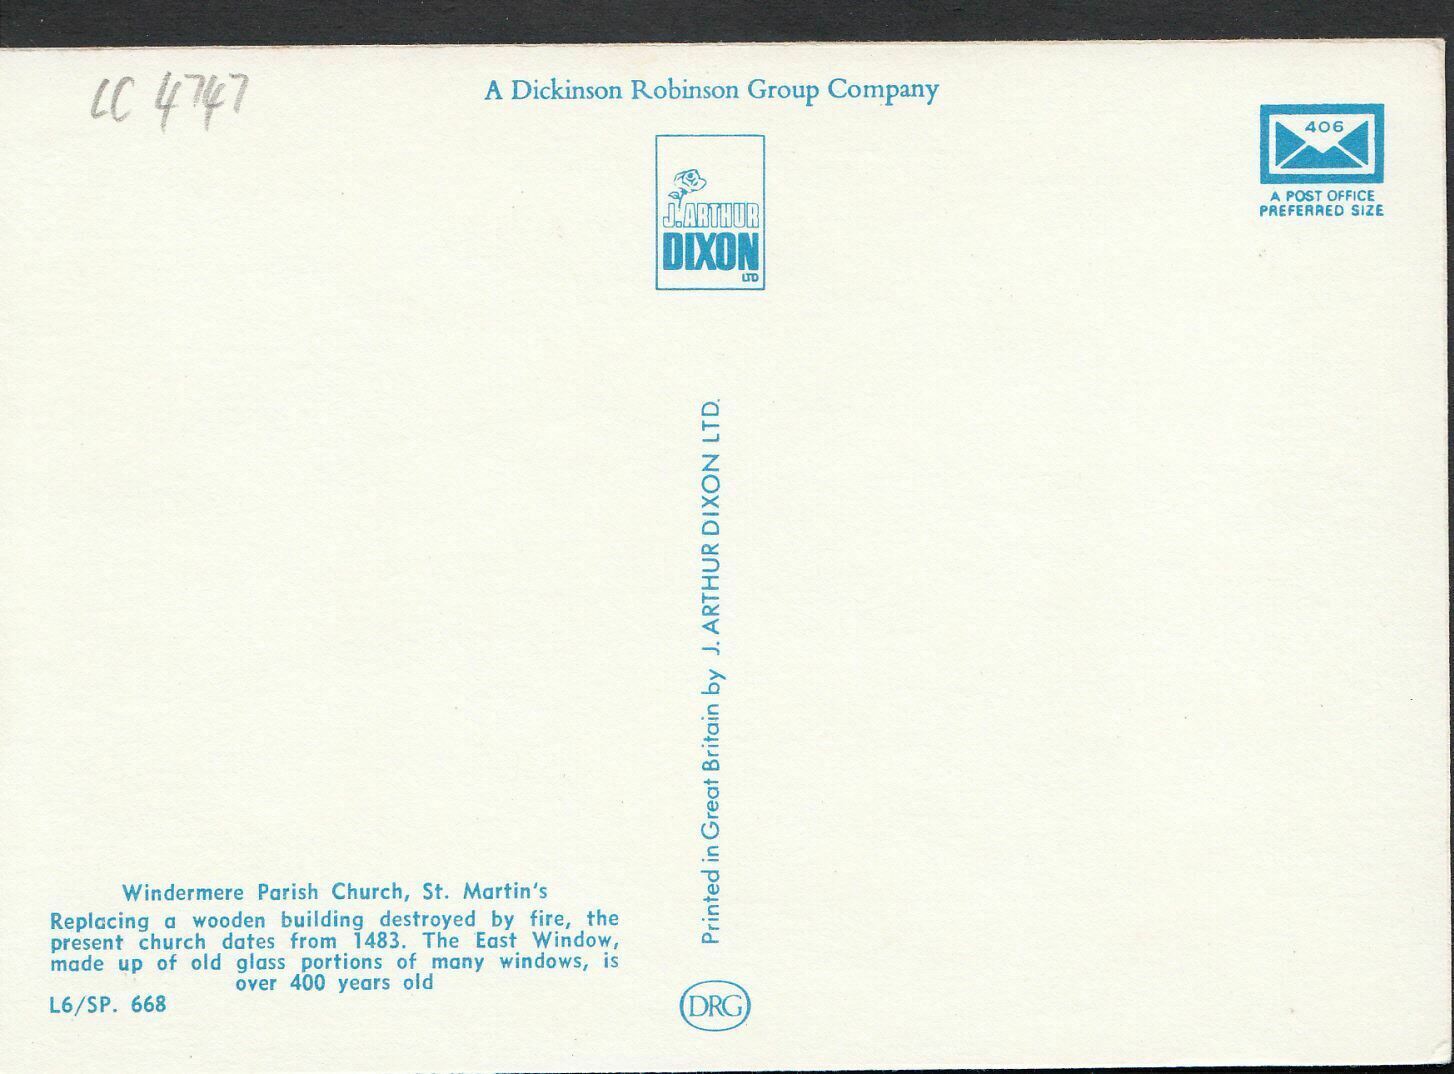 LC 4747
A Dickinson Robinson Group Company
406
A POST OFFICE
PREFERRED SIZE
J. ARTHUR
DIXON
LTD
Printed in Great Britain by J. ARTHUR DIXON LTD.
Windermere Parish Church, St. Martin's
Replacing a wooden building destroyed by fire, the
present church dates from 1483. The East Window,
made up of old glass portions of many windows, is
over 400 years old
L6/SP. 668
DRG